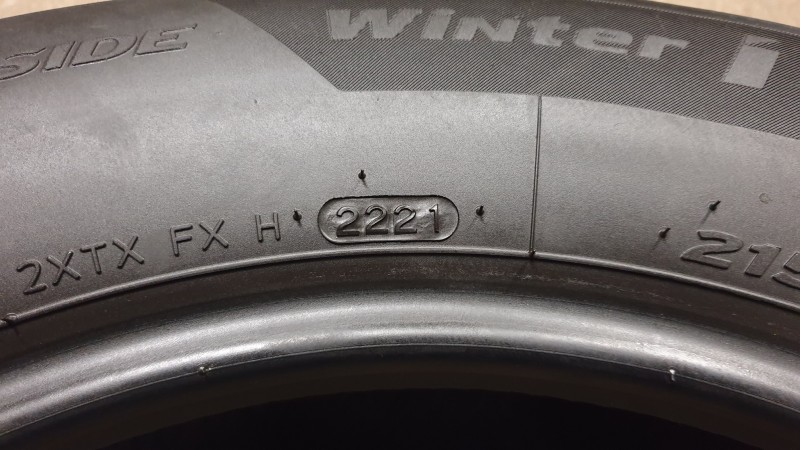 SIDE
Winter i
2XTX FX H 2221
215